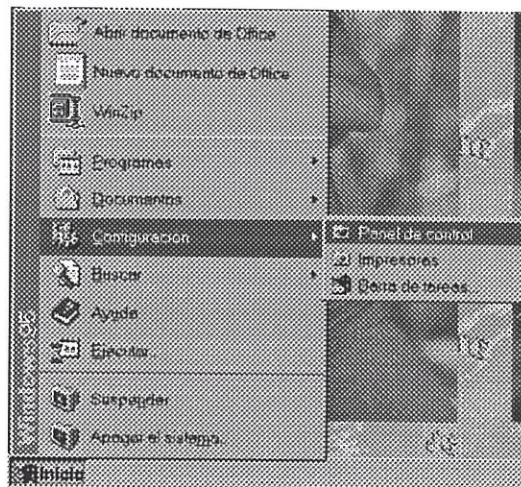 Abrir documento de Office
Nuevo documento de Office
WinZip
Programas
Documentos
Configuración
Panel de control
Impresoras
Barra de tareas...
Buscar
Ayuda
Ejecutar...
Suspender
Apagar el sistema...
Windows 95
Inicio